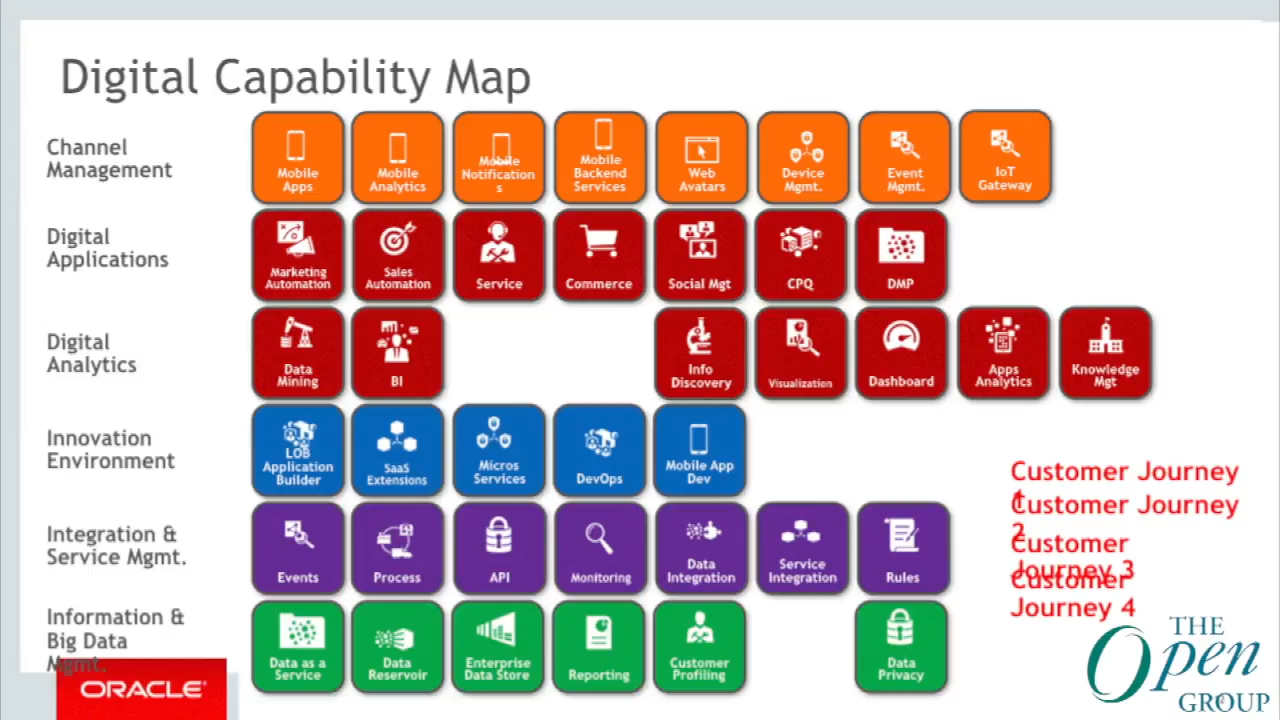 Digital Capability Map
Channel
Management
Mobile
Apps
Mobile
Analytics
Mobile
Notification
s
Mobile
Backend
Services
Web
Avatars
Device
Mgmt.
Event
Mgmt.
IoT
Gateway
Digital
Applications
Marketing
Automation
Sales
Automation
Service
Commerce
Social Mgt
CPQ
DMP
Digital
Analytics
Data
Mining
BI
Info
Discovery
Visualization
Dashboard
Apps
Analytics
Knowledge
Mgt
Innovation
Environment
LOB
Application
Builder
SaaS
Extensions
Micros
Services
DevOps
Mobile App
Dev
Integration &
Service Mgmt.
Events
Process
API
Monitoring
Data
Integration
Service
Integration
Rules
Information &
Big Data
Mgmt.
Data as a
Service
Data
Reservoir
Enterprise
Data Store
Reporting
Customer
Profiling
Data
Privacy
Customer Journey
1
Customer Journey
2
Customer
Journey 3
Customer
Journey 4
ORACLE
THE
Open
GROUP